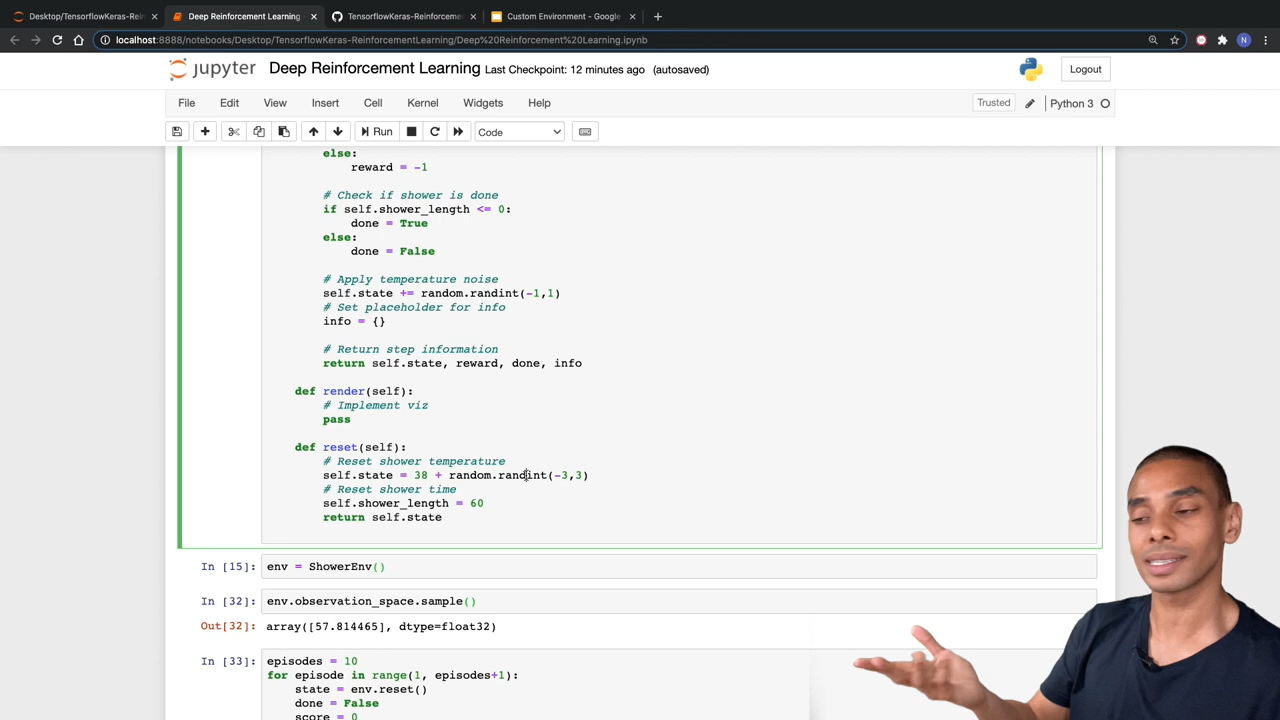 Desktop/TensorflowKeras-Rein
Deep Reinforcement Learning
TensorflowKeras-Reinforceme
Custom Environment - Google
localhost:8888/notebooks/Desktop/TensorflowKeras-ReinforcementLearning/Deep%20Reinforcement%20Learning.ipynb
N
jupyter Deep Reinforcement Learning Last Checkpoint: 12 minutes ago (autosaved)
Logout
File Edit View Insert Cell Kernel Widgets Help
Trusted Python 3
Run Code
else:
reward = -1
# Check if shower is done
if self.shower_length <= 0:
done = True
else:
done = False
# Apply temperature noise
self.state += random.randint(-1,1)
# Set placeholder for info
info = {}
# Return step information
return self.state, reward, done, info
def render(self):
# Implement viz
pass
def reset(self):
# Reset shower temperature
self.state = 38 + random.randint(-3,3)
# Reset shower time
self.shower_length = 60
return self.state
In [15]: env = ShowerEnv()
In [32]: env.observation_space.sample()
Out[32]: array([57.814465], dtype=float32)
In [33]: episodes = 10
for episode in range(1, episodes+1):
state = env.reset()
done = False
score = 0